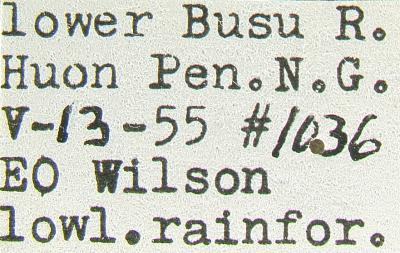 lower Busu R.
Huon Pen.N.G.
V-13-55 #1036
EO Wilson
lowl.rainfor.